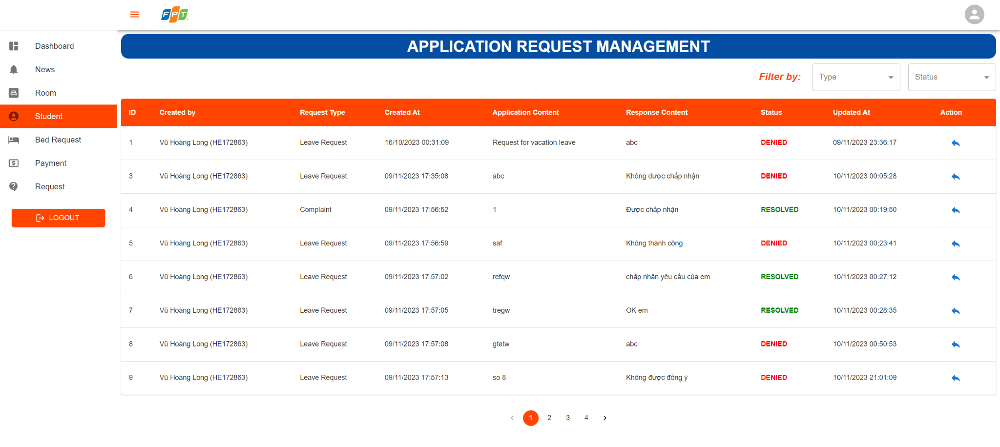 FPT
Dashboard
News
Room
Student
Bed Request
Payment
Request
LOGOUT
APPLICATION REQUEST MANAGEMENT
Filter by: Type Status
ID Created by Request Type Created At Application Content Response Content Status Updated At Action
1 Vũ Hoàng Long (HE172863) Leave Request 16/10/2023 00:31:09 Request for vacation leave abc DENIED 09/11/2023 23:36:17
3 Vũ Hoàng Long (HE172863) Leave Request 09/11/2023 17:35:08 abc Không được chấp nhận DENIED 10/11/2023 00:05:28
4 Vũ Hoàng Long (HE172863) Complaint 09/11/2023 17:56:52 1 Được chấp nhận RESOLVED 10/11/2023 00:19:50
5 Vũ Hoàng Long (HE172863) Leave Request 09/11/2023 17:56:59 saf Không thành công DENIED 10/11/2023 00:23:41
6 Vũ Hoàng Long (HE172863) Leave Request 09/11/2023 17:57:02 refqw chấp nhận yêu cầu của em RESOLVED 10/11/2023 00:27:12
7 Vũ Hoàng Long (HE172863) Leave Request 09/11/2023 17:57:05 tregw OK em RESOLVED 10/11/2023 00:28:35
8 Vũ Hoàng Long (HE172863) Leave Request 09/11/2023 17:57:08 gtetw abc DENIED 10/11/2023 00:50:53
9 Vũ Hoàng Long (HE172863) Leave Request 09/11/2023 17:57:13 so 8 Không được đồng ý DENIED 10/11/2023 21:01:09
1 2 3 4